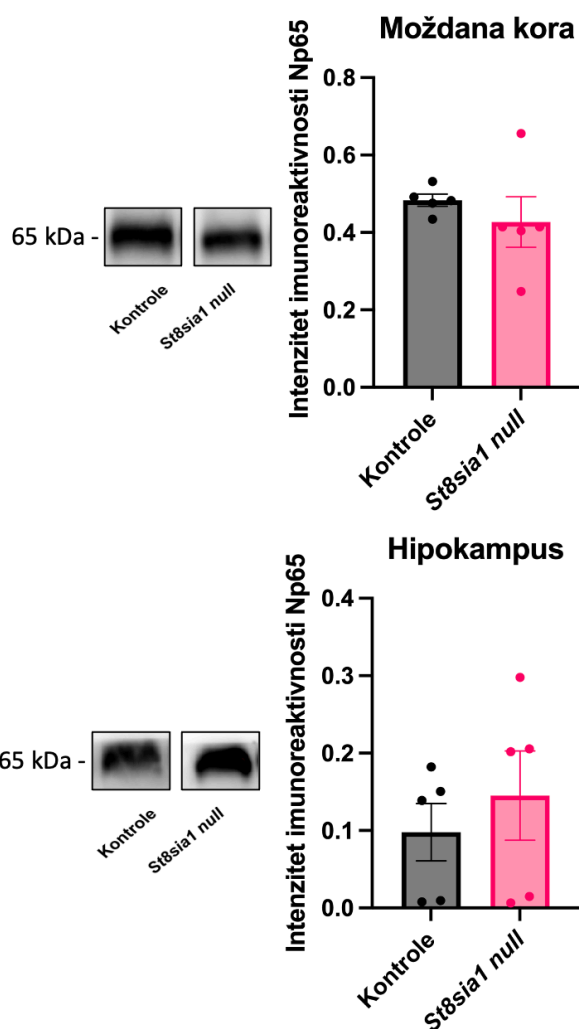 Moždana kora
Intenzitet imunoreaktivnosti Np65
0.8
0.6
0.4
0.2
0.0
Kontrole
St8sia1 null
65 kDa -
Kontrole
St8sia1 null
Hipokampus
Intenzitet imunoreaktivnosti Np65
0.4
0.3
0.2
0.1
0.0
Kontrole
St8sia1 null
65 kDa -
Kontrole
St8sia1 null